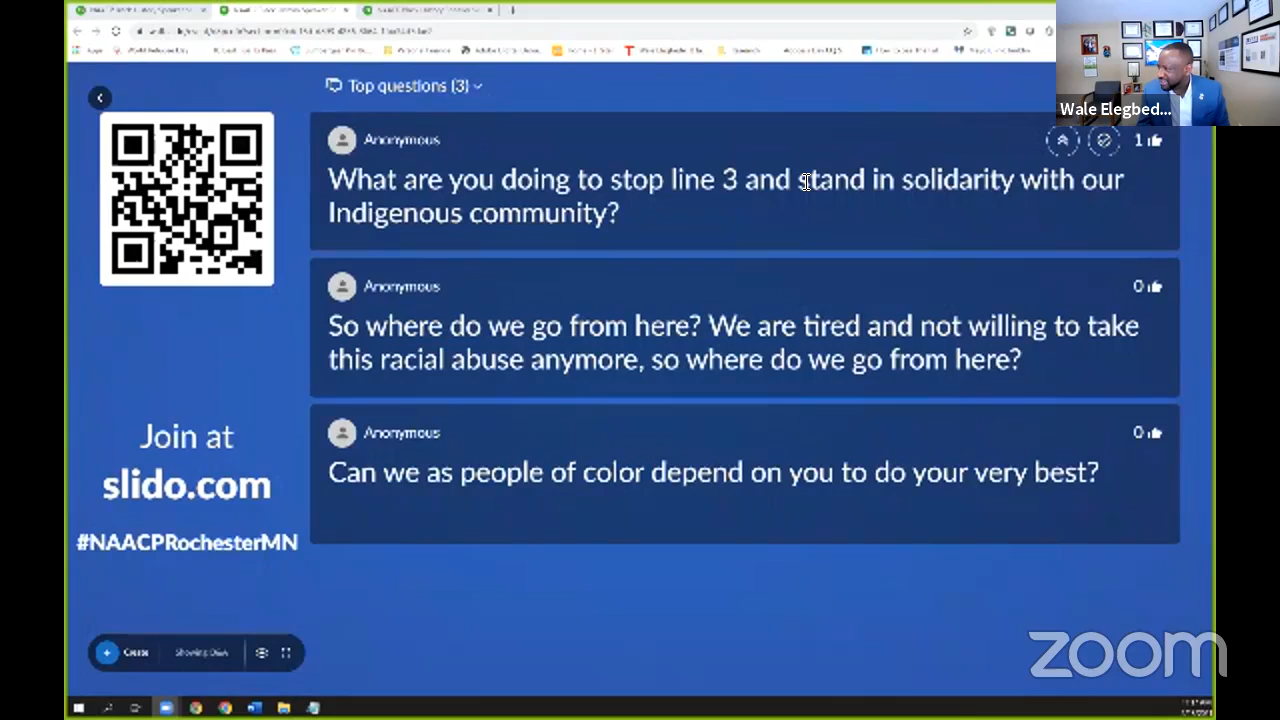 Top questions (3)
Wale Elegbed...
Anonymous
1
What are you doing to stop line 3 and stand in solidarity with our
Indigenous community?
Anonymous
0
So where do we go from here? We are tired and not willing to take
this racial abuse anymore, so where do we go from here?
Anonymous
0
Can we as people of color depend on you to do your very best?
Join at
slido.com
#NAACPRochesterMN
Create
Showing Q&A
zoom